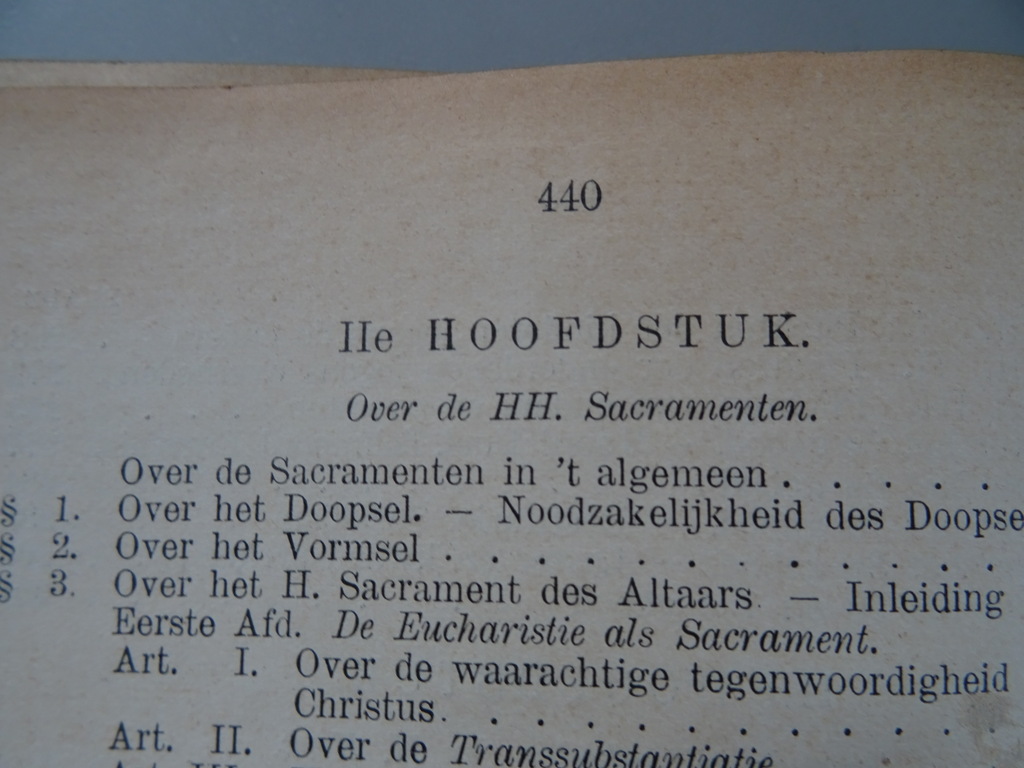 440
IIe HOOFDSTUK.
Over de HH. Sacramenten.
Over de Sacramenten in 't algemeen . . . . .
§ 1. Over het Doopsel. — Noodzakelijkheid des Doopse
§ 2. Over het Vormsel . . . . . . . . . . . .
§ 3. Over het H. Sacrament des Altaars. — Inleiding
Eerste Afd. De Eucharistie als Sacrament.
Art. I. Over de waarachtige tegenwoordigheid
Christus. . . . . . . . . . . .
Art. II. Over de Transsubstantiatie